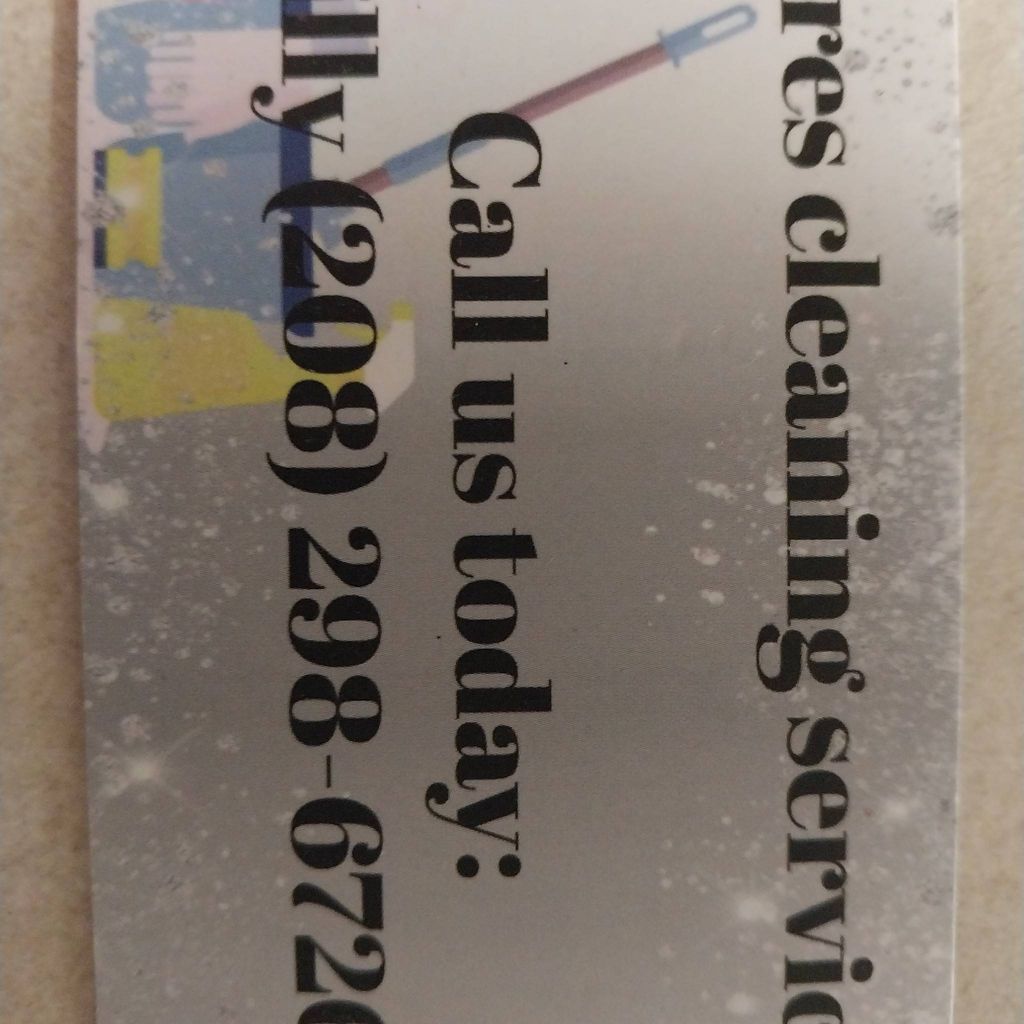 res cleaning servic
Call us today:
lly (208) 298-672